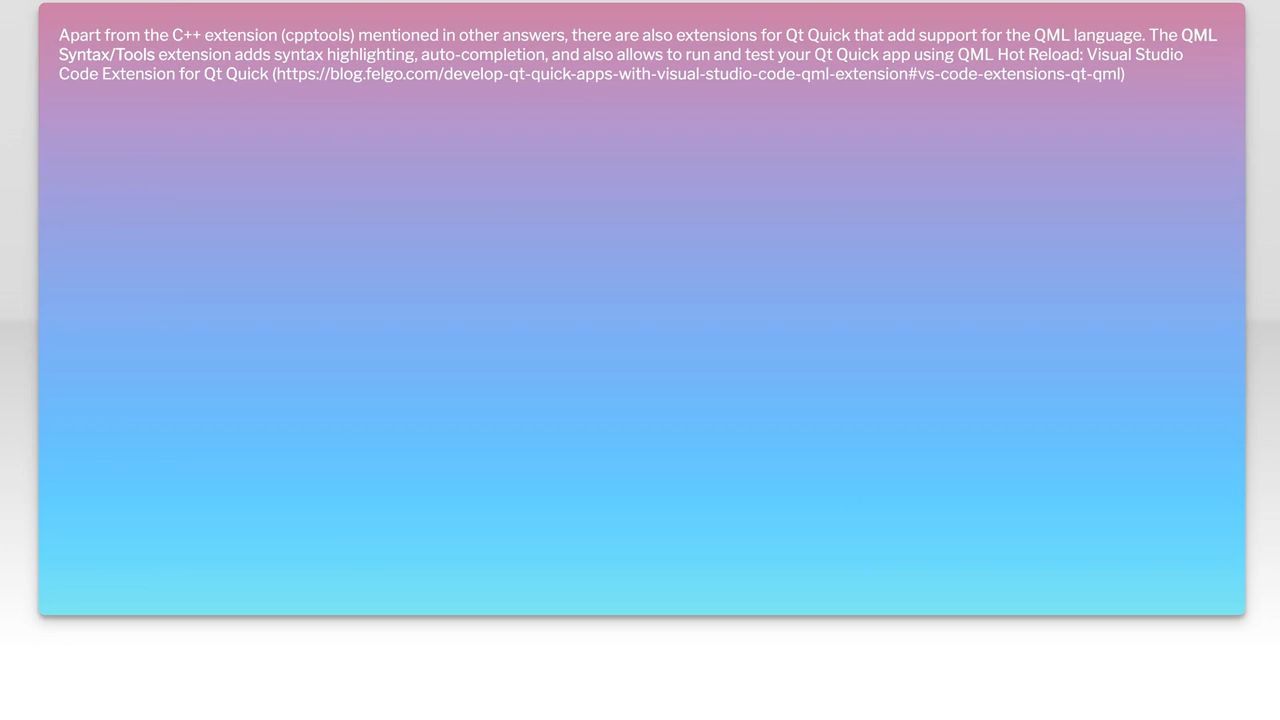 Apart from the C++ extension (cpptools) mentioned in other answers, there are also extensions for Qt Quick that add support for the QML language. The QML
Syntax/Tools extension adds syntax highlighting, auto-completion, and also allows to run and test your Qt Quick app using QML Hot Reload: Visual Studio
Code Extension for Qt Quick (https://blog.felgo.com/develop-qt-quick-apps-with-visual-studio-code-qml-extension#vs-code-extensions-qt-qml)